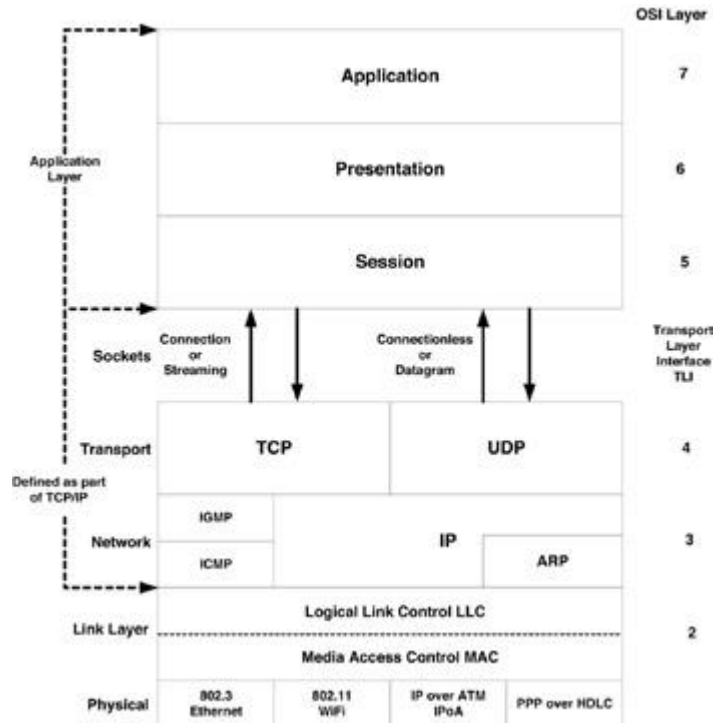 OSI Layer
Application
7
Application
Layer
Presentation
6
Session
5
Sockets
Connection
or
Streaming
Connectionless
or
Datagram
Transport
Layer
Interface
TLI
Transport
TCP
UDP
4
Defined as part
of TCP/IP
Network
IGMP
ICMP
IP
ARP
3
Link Layer
Logical Link Control LLC
Media Access Control MAC
2
Physical
802.3
Ethernet
802.11
WiFi
IP over ATM
IPoA
PPP over HDLC